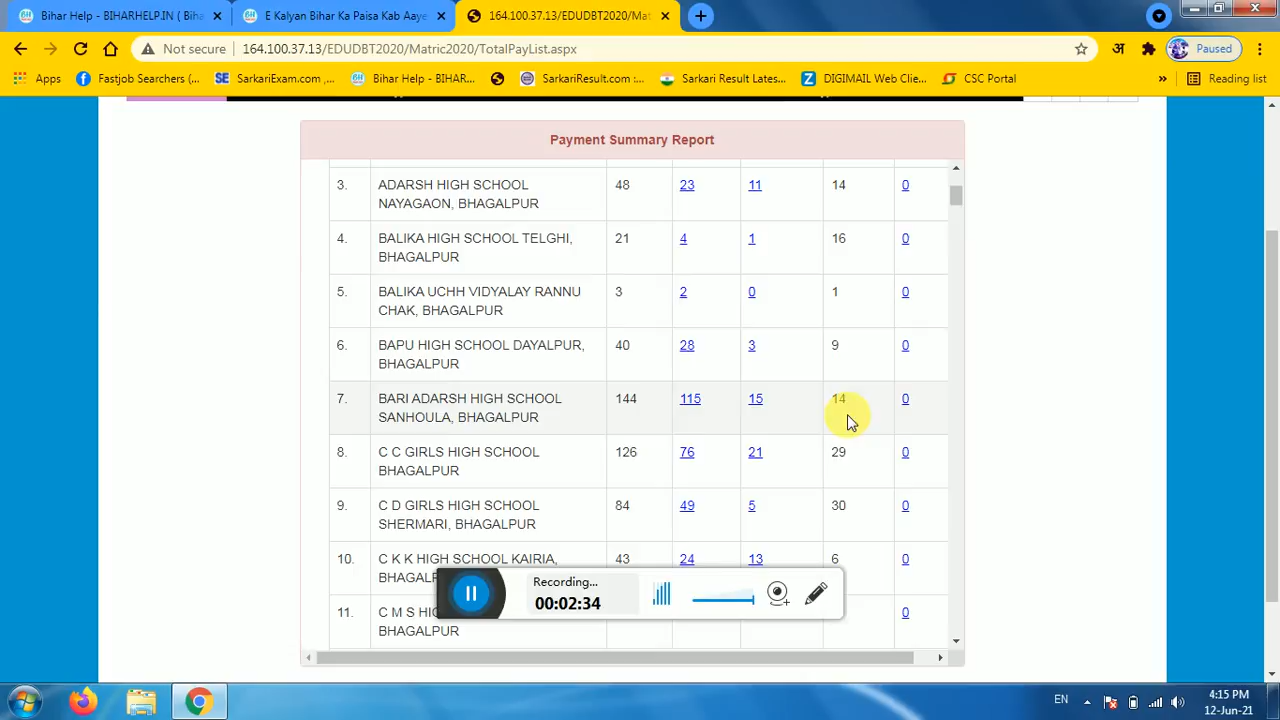 Bihar Help - BIHARHELP.IN ( Biha
E Kalyan Bihar Ka Paisa Kab Aaye
164.100.37.13/EDUDBT2020/Mat
Not secure
164.100.37.13/EDUDBT2020/Matric2020/TotalPayList.aspx
अ
Paused
Apps
Fastjob Searchers (...
SarkariExam.com ,...
Bihar Help - BIHAR...
SarkariResult.com :...
Sarkari Result Lates...
DIGIMAIL Web Clie...
CSC Portal
»
Reading list
Payment Summary Report
3. ADARSH HIGH SCHOOL 48 23 11 14 0
NAYAGAON, BHAGALPUR
4. BALIKA HIGH SCHOOL TELGHI, 21 4 1 16 0
BHAGALPUR
5. BALIKA UCHH VIDYALAY RANNU 3 2 0 1 0
CHAK, BHAGALPUR
6. BAPU HIGH SCHOOL DAYALPUR, 40 28 3 9 0
BHAGALPUR
7. BARI ADARSH HIGH SCHOOL 144 115 15 14 0
SANHOULA, BHAGALPUR
8. C C GIRLS HIGH SCHOOL 126 76 21 29 0
BHAGALPUR
9. C D GIRLS HIGH SCHOOL 84 49 5 30 0
SHERMARI, BHAGALPUR
10. C K K HIGH SCHOOL KAIRIA, 43 24 13 6 0
BHAGALP
11. C M S HIG 0
BHAGALPUR
Recording...
00:02:34
EN
4:15 PM
12-Jun-21